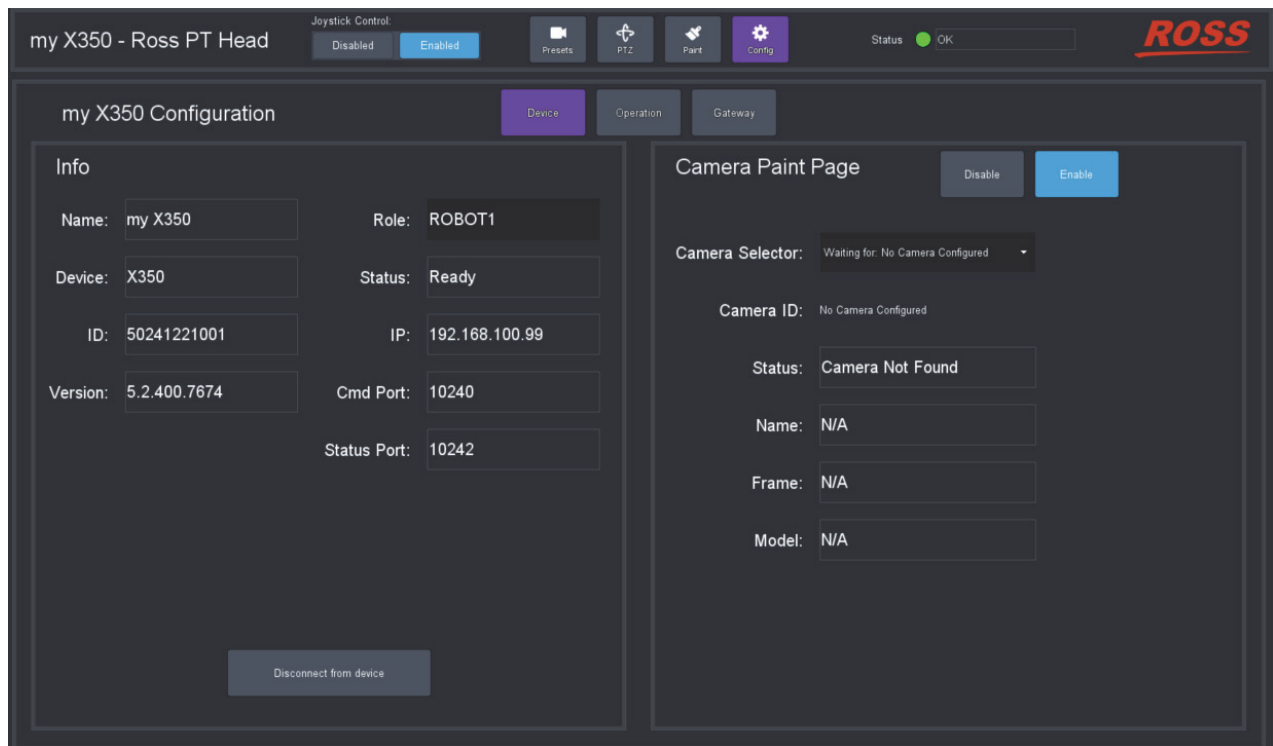 my X350 - Ross PT Head
Joystick Control:
Disabled
Enabled
Presets
PTZ
Paint
Config
Status
OK
ROSS
my X350 Configuration
Device
Operation
Gateway
Info
Name: my X350
Role: ROBOT1
Device: X350
Status: Ready
ID: 50241221001
IP: 192.168.100.99
Version: 5.2.400.7674
Cmd Port: 10240
Status Port: 10242
Disconnect from device
Camera Paint Page
Disable
Enable
Camera Selector: Waiting for: No Camera Configured
Camera ID: No Camera Configured
Status: Camera Not Found
Name: N/A
Frame: N/A
Model: N/A